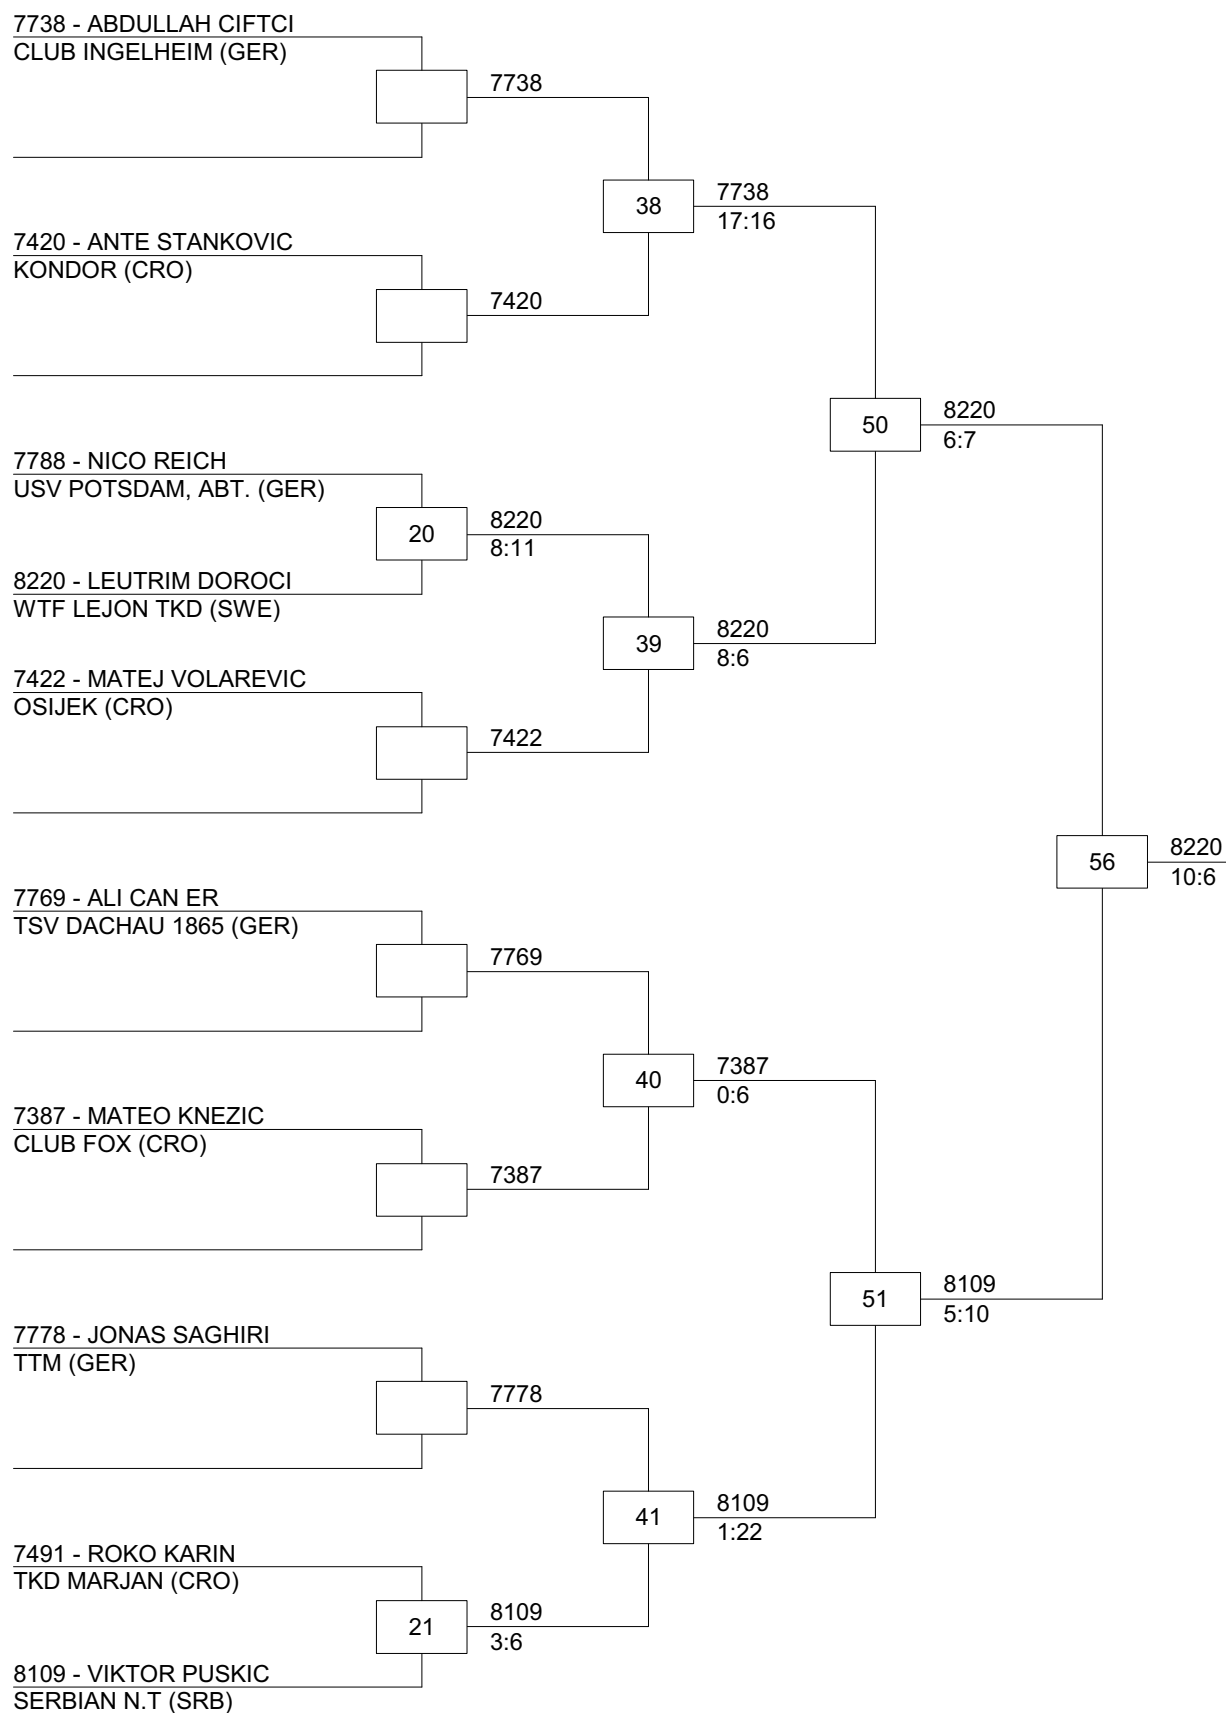 7738 - ABDULLAH CIFTCI
CLUB INGELHEIM (GER)
7738
38
7738
17:16
7420 - ANTE STANKOVIC
KONDOR (CRO)
7420
50
8220
6:7
7788 - NICO REICH
USV POTSDAM, ABT. (GER)
20
8220
8:11
8220 - LEUTRIM DOROCI
WTF LEJON TKD (SWE)
39
8220
8:6
7422 - MATEJ VOLAREVIC
OSIJEK (CRO)
7422
56
8220
10:6
7769 - ALI CAN ER
TSV DACHAU 1865 (GER)
7769
40
7387
0:6
7387 - MATEO KNEZIC
CLUB FOX (CRO)
7387
51
8109
5:10
7778 - JONAS SAGHIRI
TTM (GER)
7778
41
8109
1:22
7491 - ROKO KARIN
TKD MARJAN (CRO)
21
8109
3:6
8109 - VIKTOR PUSKIC
SERBIAN N.T (SRB)